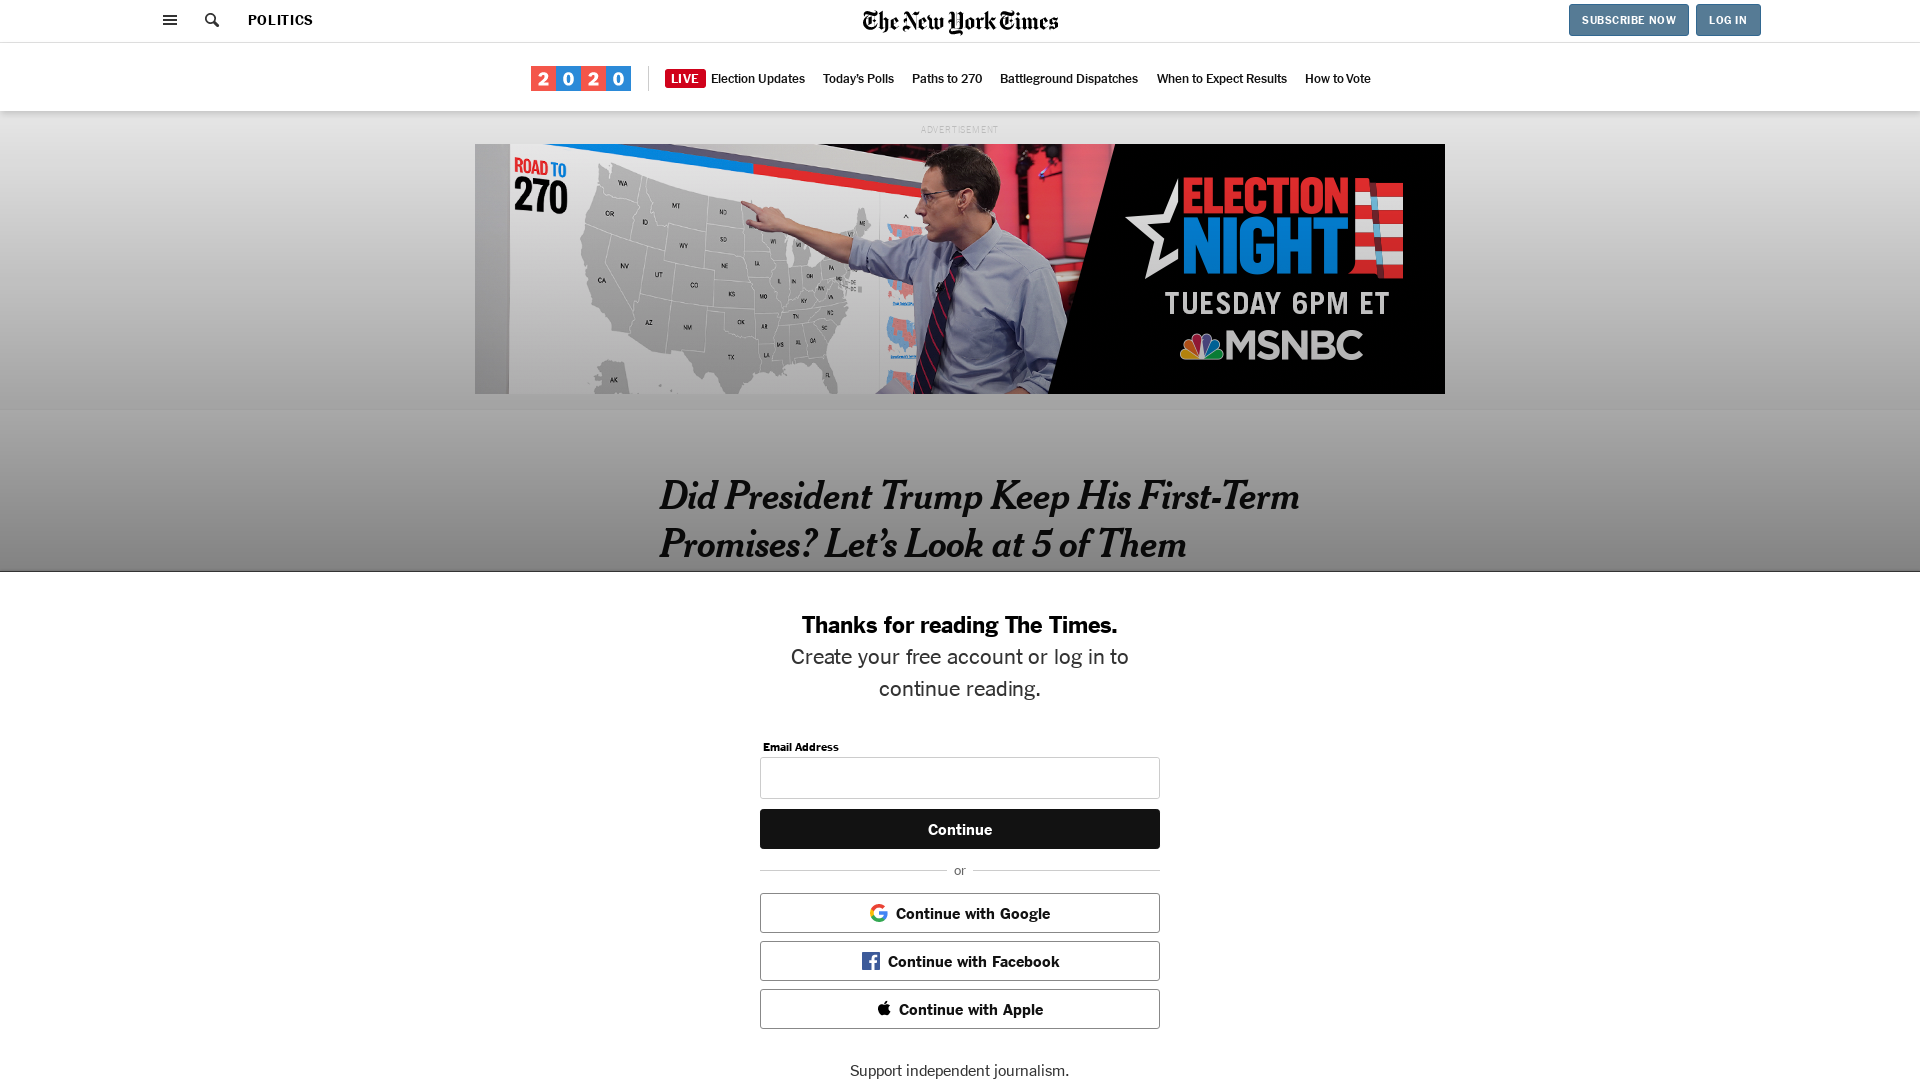 POLITICS
The New York Times
SUBSCRIBE NOW
LOG IN
2020
LIVE Election Updates
Today's Polls
Paths to 270
Battleground Dispatches
When to Expect Results
How to Vote
ADVERTISEMENT
ROAD TO
270
WA
OR
CA
NV
ID
MT
WY
UT
AZ
CO
NM
ND
SD
NE
KS
OK
TX
IA
MO
AR
LA
WI
IL
IN
MI
OH
KY
TN
MS
AL
GA
FL
SC
NC
VA
PA
ME
AK
ELECTION
NIGHT
TUESDAY 6PM ET
MSNBC
Did President Trump Keep His First-Term
Promises? Let's Look at 5 of Them
Thanks for reading The Times.
Create your free account or log in to
continue reading.
Email Address
Continue
or
Continue with Google
Continue with Facebook
Continue with Apple
Support independent journalism.